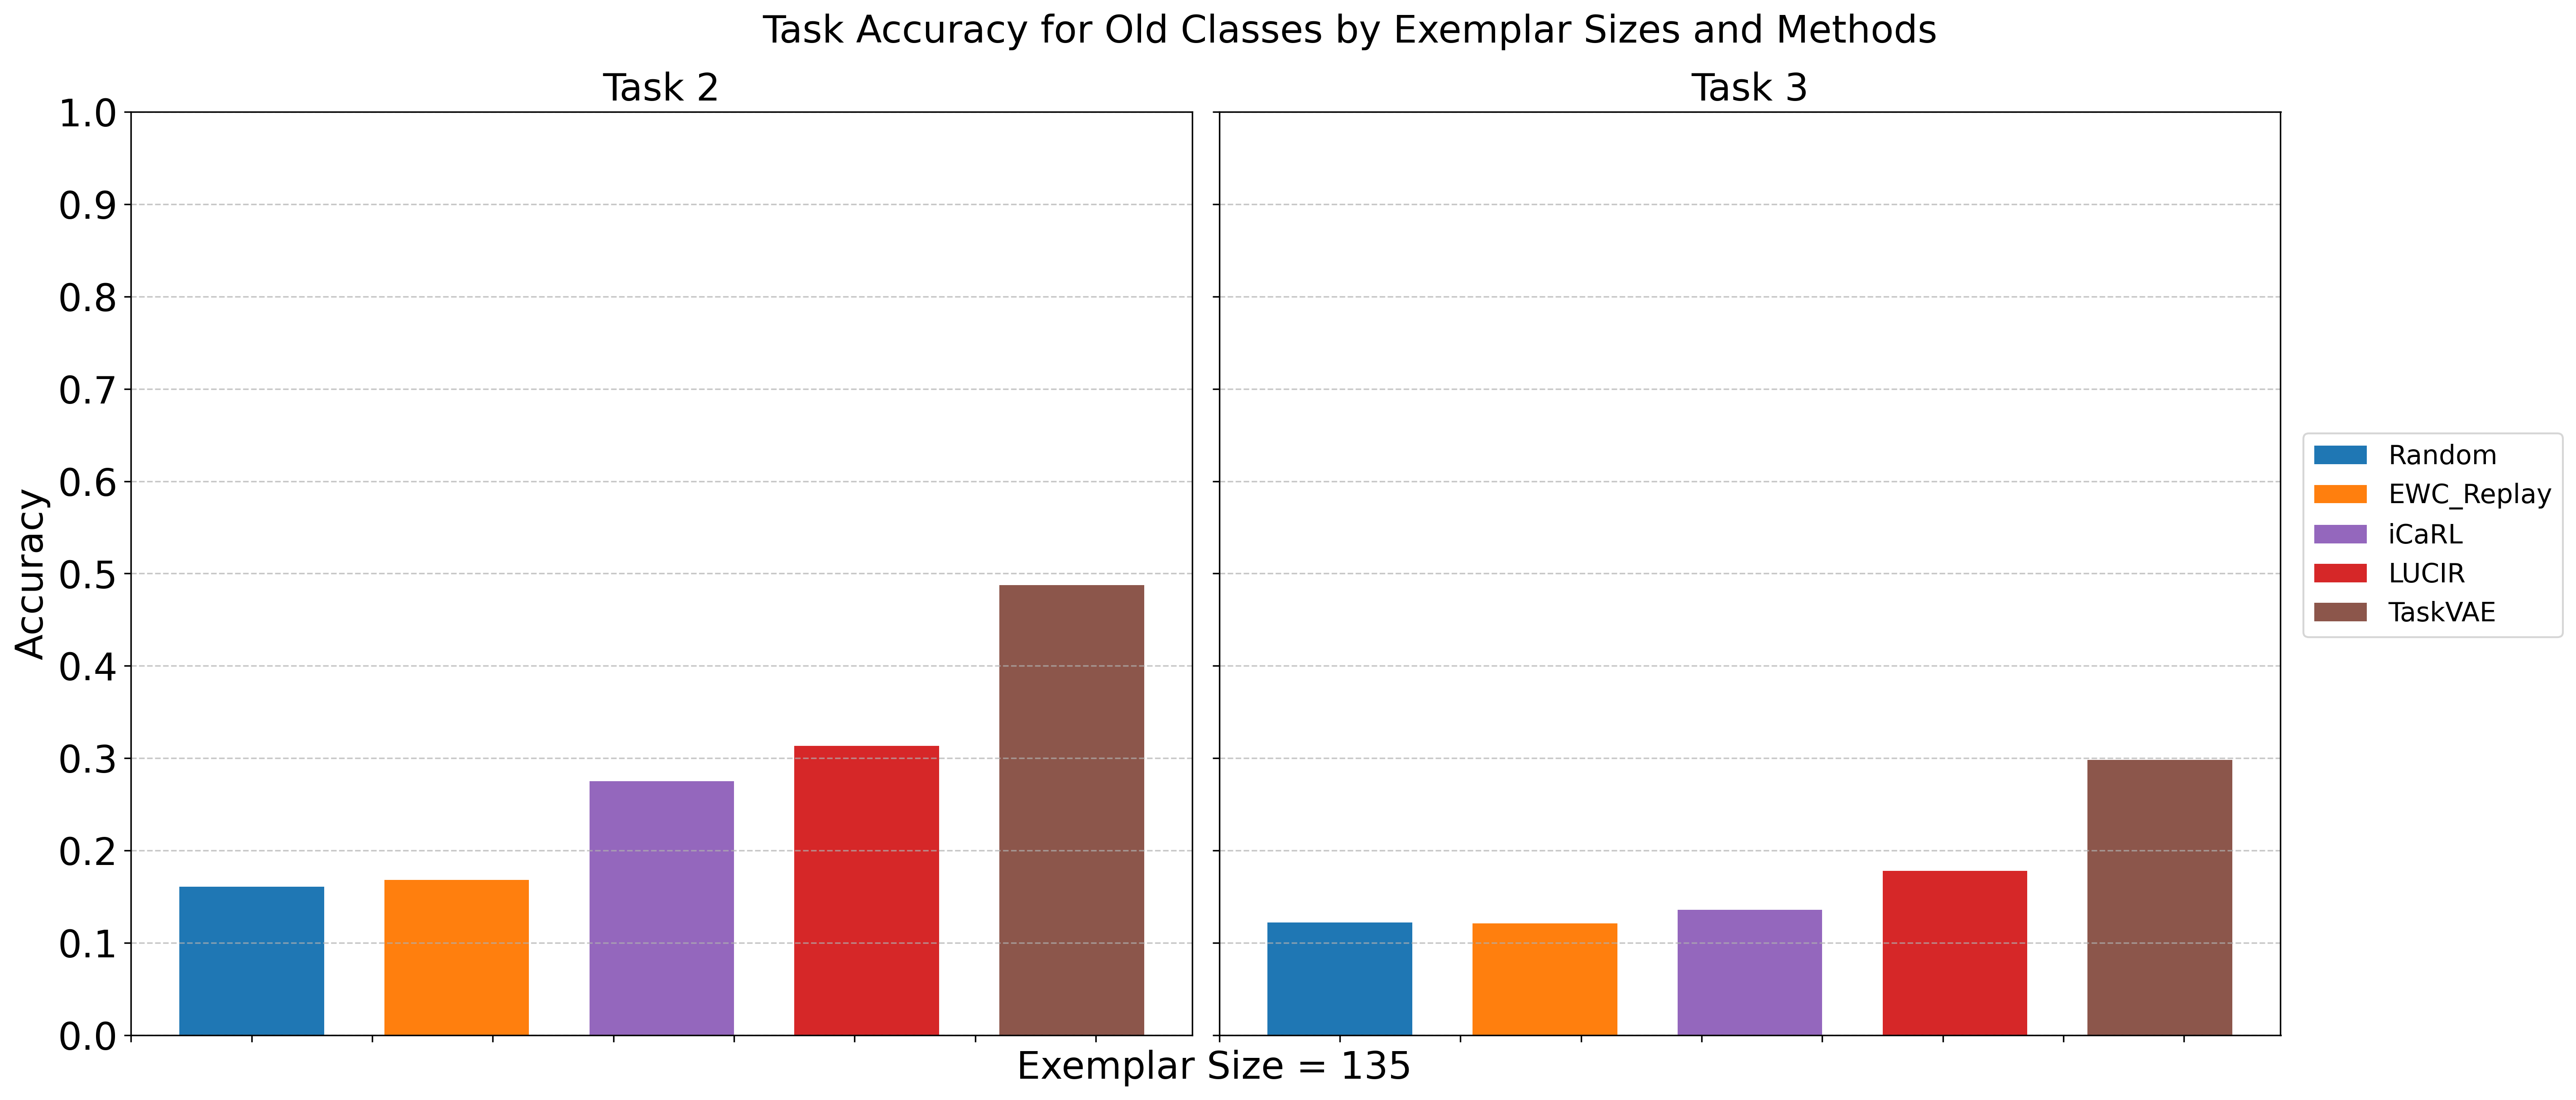 Task Accuracy for Old Classes by Exemplar Sizes and Methods
Task 2
Task 3
1.0
0.9
0.8
0.7
0.6
0.5
0.4
0.3
0.2
0.1
0.0
Accuracy
Exemplar Size = 135
Random
EWC_Replay
iCaRL
LUCIR
TaskVAE